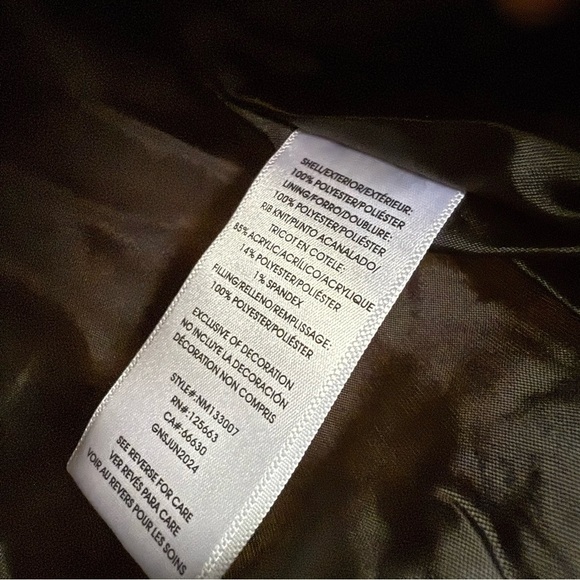 SHELL/EXTERIOR/EXTÉRIEUR:
100% POLYESTER/POLIÉSTER
LINING/FORRO/DOUBLURE:
100% POLYESTER/POLIÉSTER
RIB KNIT/PUNTO ACANALADO/
TRICOT EN COTELE:
85% ACRYLIC/ACRÍLICO/ACRYLIQUE
14% POLYESTER/POLIÉSTER
1% SPANDEX
FILLING/RELLENO/REMPLISSAGE:
100% POLYESTER/POLIÉSTER
EXCLUSIVE OF DECORATION
NO INCLUYE LA DECORACIÓN
DÉCORATION NON COMPRIS
STYLE#:NM133007
RN#:125663
CA#:66630
GNSJUN2024
SEE REVERSE FOR CARE
VER REVÉS PARA CARE
VOIR AU REVERS POUR LES SOINS